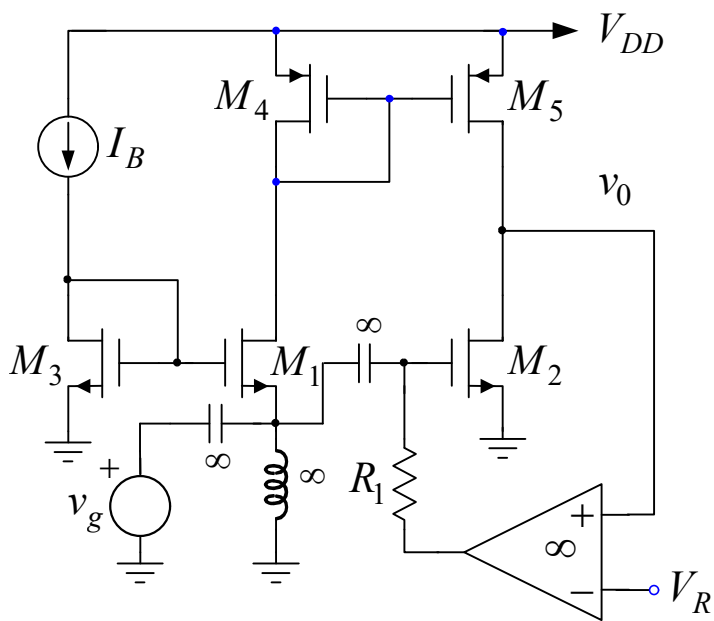 V_DD
M_4
M_5
I_B
v_0
∞
M_3
M_1
M_2
+
∞
∞
v_g
R_1
+
∞
−
V_R